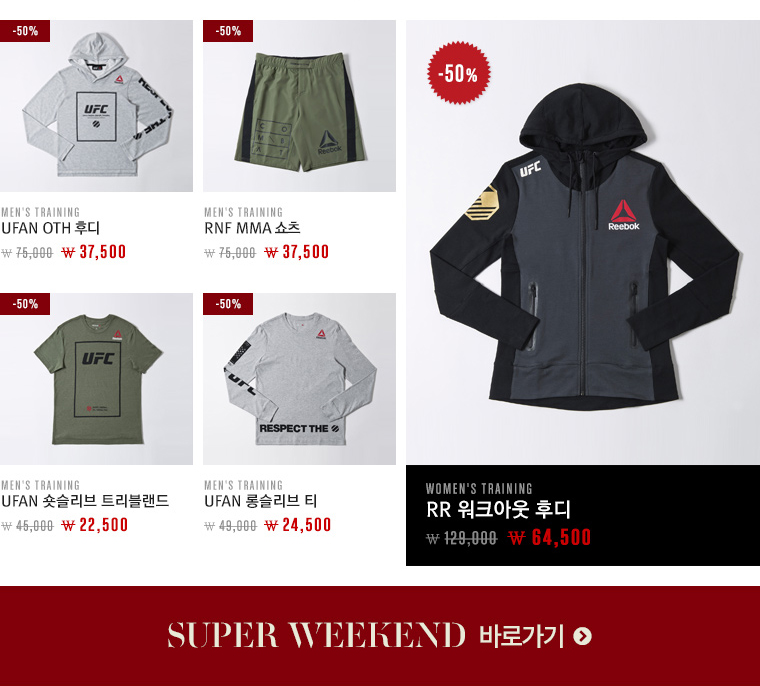 -50%
UFC
MEN'S TRAINING
UFAN OTH 후디
₩ 75,000 ₩ 37,500
-50%
Reebok
MEN'S TRAINING
RNF MMA 쇼츠
₩ 75,000 ₩ 37,500
-50%
UFC
Reebok
WOMEN'S TRAINING
RR 워크아웃 후디
₩ 129,000 ₩ 64,500
-50%
UFC
MEN'S TRAINING
UFAN 숏슬리브 트리블랜드
₩ 45,000 ₩ 22,500
-50%
UFC
RESPECT THE
MEN'S TRAINING
UFAN 롱슬리브 티
₩ 49,000 ₩ 24,500
SUPER WEEKEND 바로가기